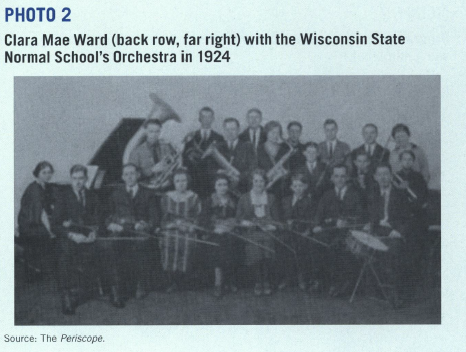 PHOTO 2
Clara Mae Ward (back row, far right) with the Wisconsin State
Normal School's Orchestra in 1924
Source: The Periscope.